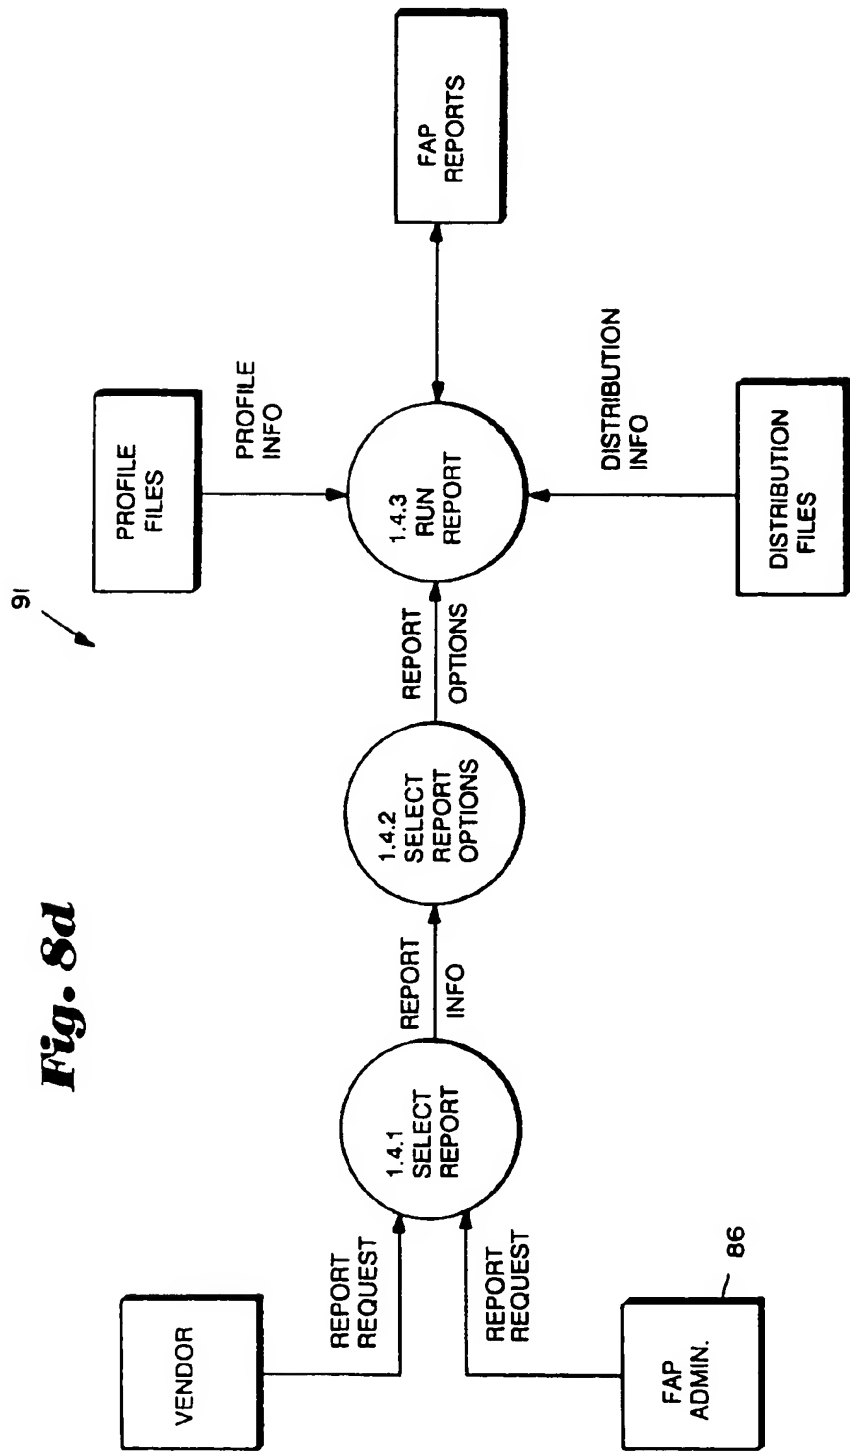 Fig. 8d
91
VENDOR
REPORT
REQUEST
FAP
ADMIN.
86
REPORT
REQUEST
1.4.1
SELECT
REPORT
REPORT
INFO
1.4.2
SELECT
REPORT
OPTIONS
REPORT
OPTIONS
PROFILE
FILES
PROFILE
INFO
1.4.3
RUN
REPORT
DISTRIBUTION
INFO
DISTRIBUTION
FILES
FAP
REPORTS